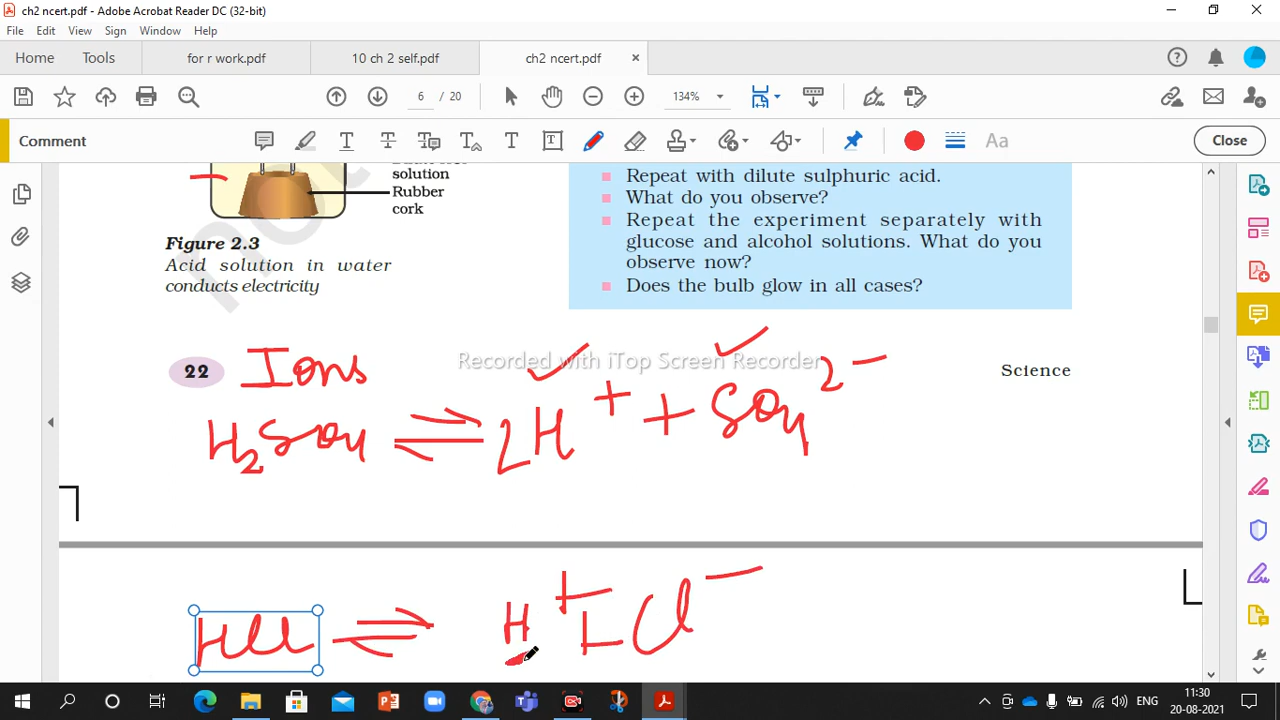 ch2 ncert.pdf - Adobe Acrobat Reader DC (32-bit)
File Edit View Sign Window Help
Home Tools for r work.pdf 10 ch 2 self.pdf ch2 ncert.pdf ×
6 / 20 134%
Comment Aa Close
solution
Rubber
cork
Figure 2.3
Acid solution in water
conducts electricity
Repeat with dilute sulphuric acid.
What do you observe?
Repeat the experiment separately with
glucose and alcohol solutions. What do you
observe now?
Does the bulb glow in all cases?
Recorded with iTop Screen Recorder
22 Ions Science
H2SO4 ⇌ 2H+ + SO4 2-
HCl ⇌ H+ + Cl-
ENG 11:30
20-08-2021